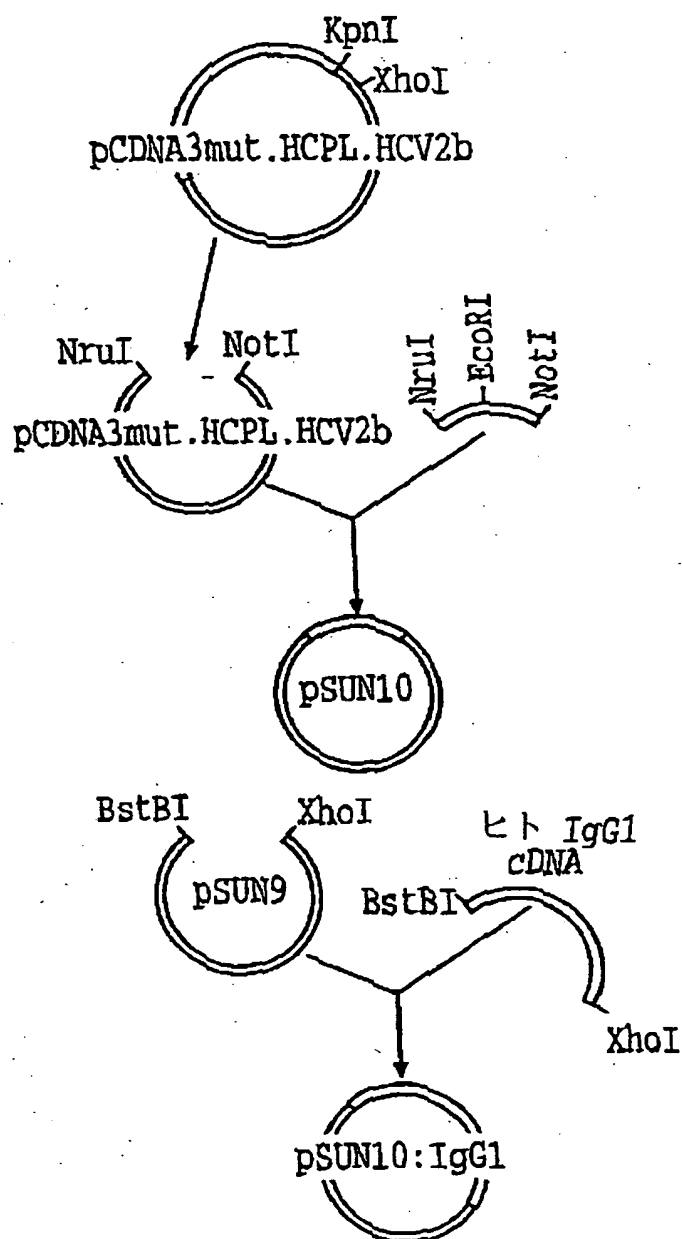 KpnI
XhoI
pCDNA3mut.HCPL.HCV2b
NruI
NotI
pCDNA3mut.HCPL.HCV2b
NruI
EcoRI
NotI
pSUN10
BstBI
XhoI
pSUN9
ヒト IgG1
cDNA
BstBI
XhoI
pSUN10:IgG1